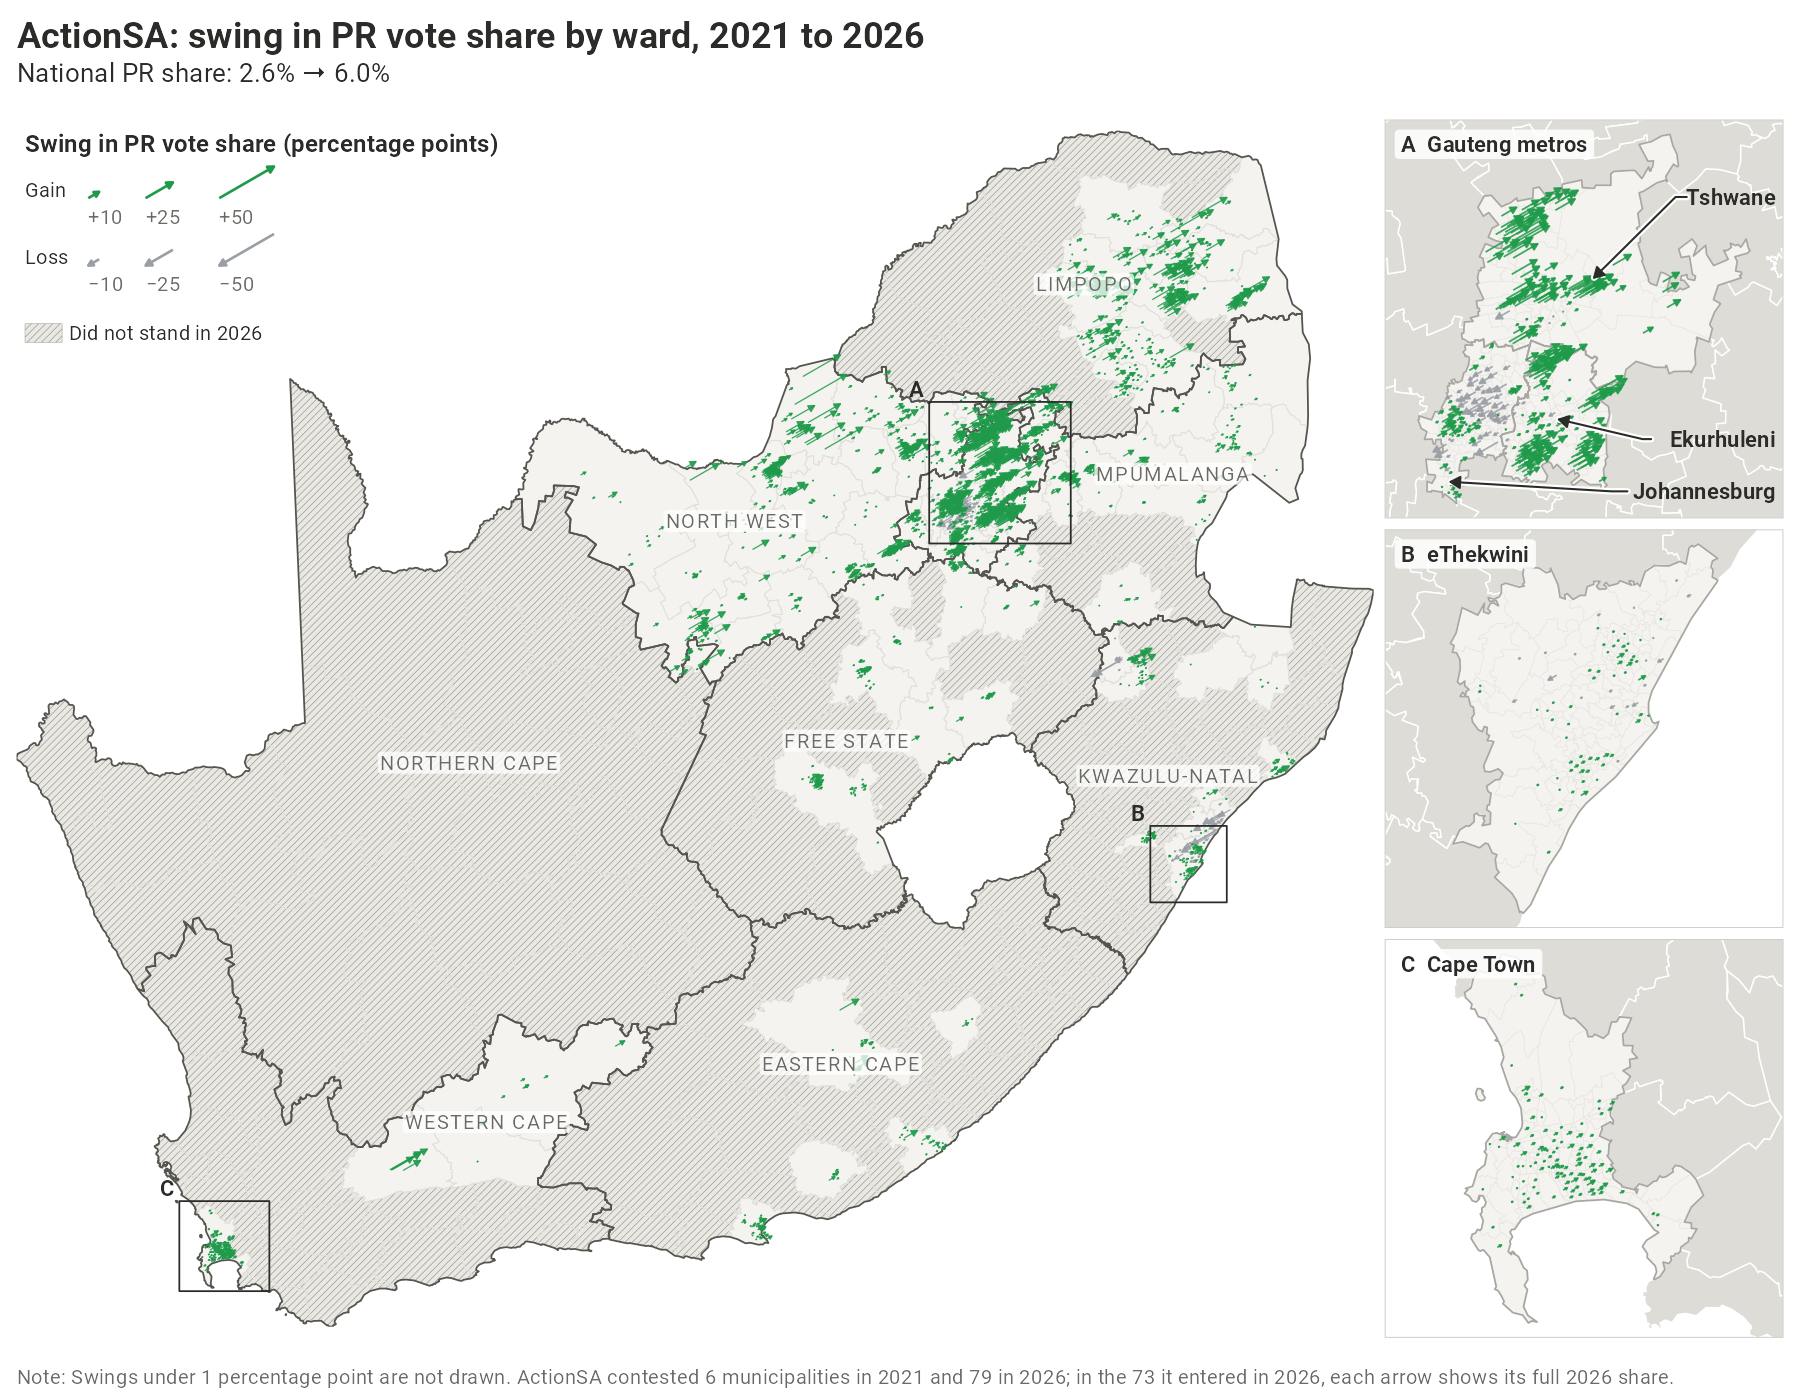 ActionSA: swing in PR vote share by ward, 2021 to 2026
National PR share: 2.6% → 6.0%
Swing in PR vote share (percentage points)
Gain
+10 +25 +50
Loss
−10 −25 −50
Did not stand in 2026
LIMPOPO
A
MPUMALANGA
NORTH WEST
FREE STATE
NORTHERN CAPE
KWAZULU-NATAL
B
EASTERN CAPE
WESTERN CAPE
C
A Gauteng metros
Tshwane
Ekurhuleni
Johannesburg
B eThekwini
C Cape Town
Note: Swings under 1 percentage point are not drawn. ActionSA contested 6 municipalities in 2021 and 79 in 2026; in the 73 it entered in 2026, each arrow shows its full 2026 share.